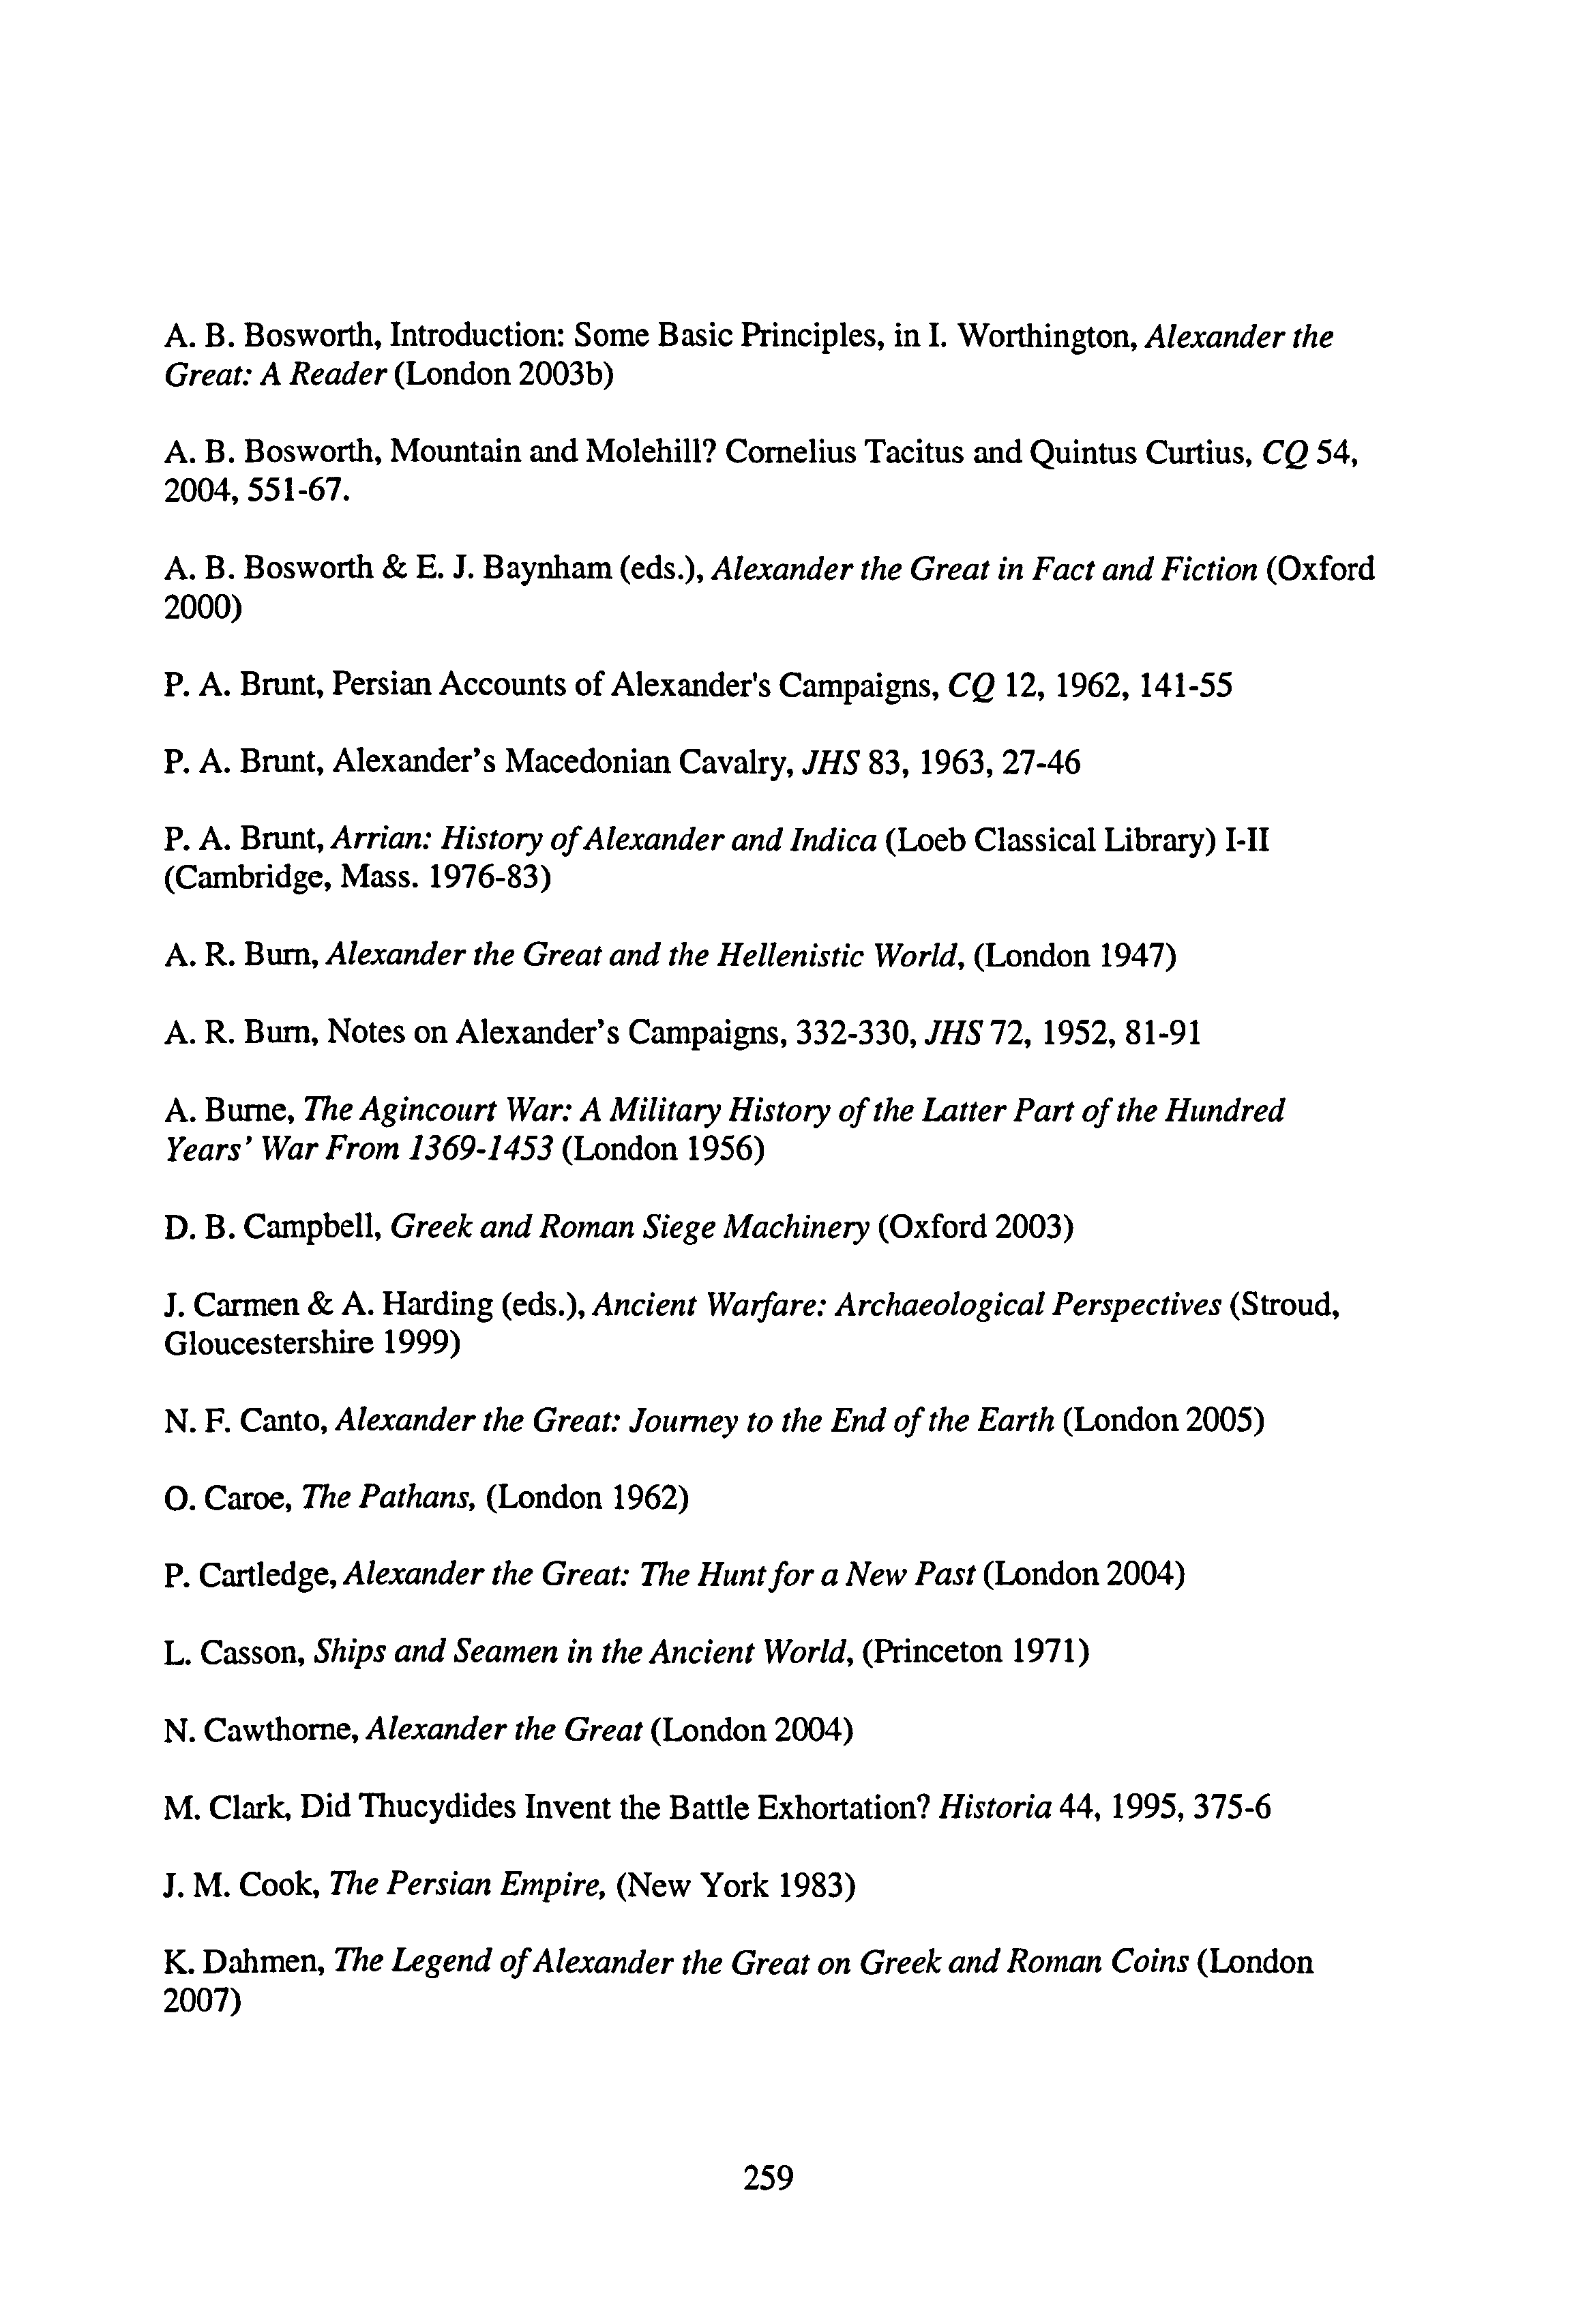 A. B. Bosworth, Introduction: Some Basic Principles, in I. Worthington, Alexander the
Great: A Reader (London 2003b)
A. B. Bosworth, Mountain and Molehill? Cornelius Tacitus and Quintus Curtius, CQ 54,
2004, 551-67.
A. B. Bosworth & E. J. Baynham (eds.), Alexander the Great in Fact and Fiction (Oxford
2000)
P. A. Brunt, Persian Accounts of Alexander's Campaigns, CQ 12, 1962, 141-55
P. A. Brunt, Alexander’s Macedonian Cavalry, JHS 83, 1963, 27-46
P. A. Brunt, Arrian: History of Alexander and Indica (Loeb Classical Library) I-II
(Cambridge, Mass. 1976-83)
A. R. Burn, Alexander the Great and the Hellenistic World, (London 1947)
A. R. Burn, Notes on Alexander’s Campaigns, 332-330, JHS 72, 1952, 81-91
A. Burne, The Agincourt War: A Military History of the Latter Part of the Hundred
Years’ War From 1369-1453 (London 1956)
D. B. Campbell, Greek and Roman Siege Machinery (Oxford 2003)
J. Carmen & A. Harding (eds.), Ancient Warfare: Archaeological Perspectives (Stroud,
Gloucestershire 1999)
N. F. Canto, Alexander the Great: Journey to the End of the Earth (London 2005)
O. Caroe, The Pathans, (London 1962)
P. Cartledge, Alexander the Great: The Hunt for a New Past (London 2004)
L. Casson, Ships and Seamen in the Ancient World, (Princeton 1971)
N. Cawthorne, Alexander the Great (London 2004)
M. Clark, Did Thucydides Invent the Battle Exhortation? Historia 44, 1995, 375-6
J. M. Cook, The Persian Empire, (New York 1983)
K. Dahmen, The Legend of Alexander the Great on Greek and Roman Coins (London
2007)
259